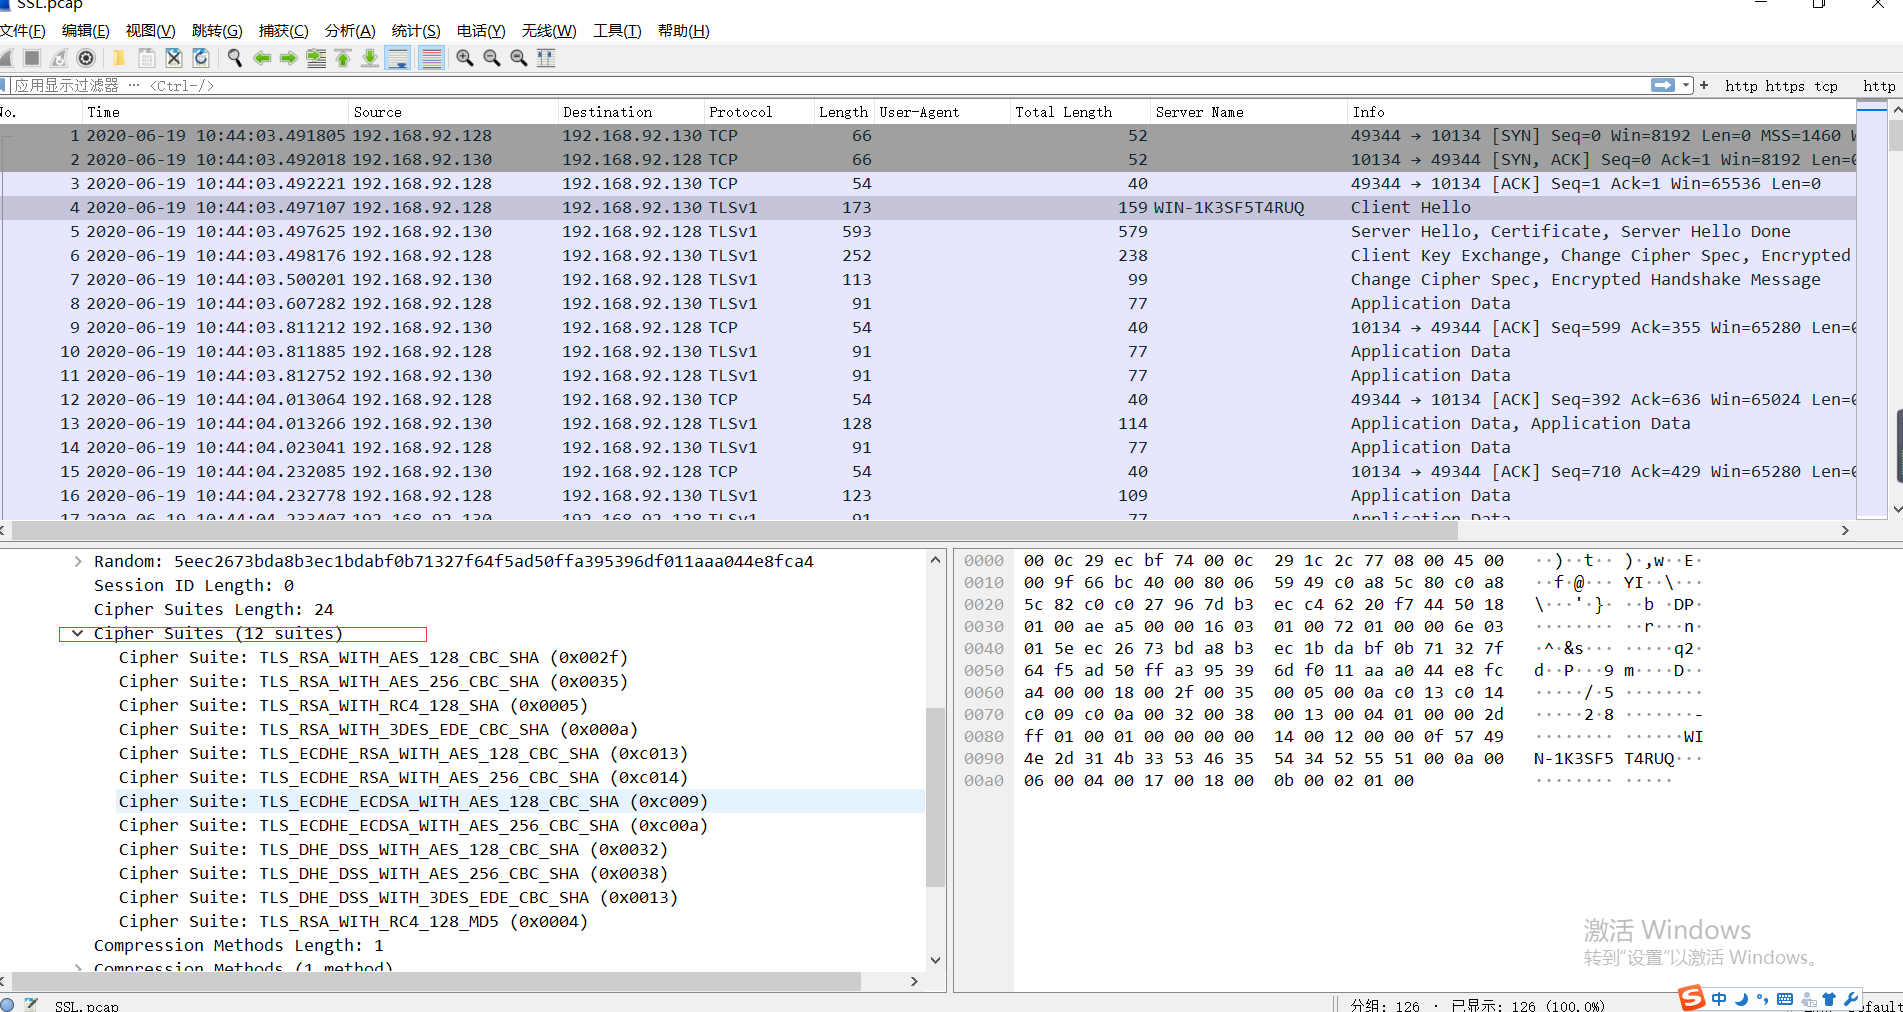 SSL.pcap
文件(F) 编辑(E) 视图(V) 跳转(G) 捕获(C) 分析(A) 统计(S) 电话(Y) 无线(W) 工具(T) 帮助(H)
应用显示过滤器 … <Ctrl-/> + http https tcp http
No. Time Source Destination Protocol Length User-Agent Total Length Server Name Info
1 2020-06-19 10:44:03.491805 192.168.92.128 192.168.92.130 TCP 66 52 49344 → 10134 [SYN] Seq=0 Win=8192 Len=0 MSS=1460
2 2020-06-19 10:44:03.492018 192.168.92.130 192.168.92.128 TCP 66 52 10134 → 49344 [SYN, ACK] Seq=0 Ack=1 Win=8192 Len=0
3 2020-06-19 10:44:03.492221 192.168.92.128 192.168.92.130 TCP 54 40 49344 → 10134 [ACK] Seq=1 Ack=1 Win=65536 Len=0
4 2020-06-19 10:44:03.497107 192.168.92.128 192.168.92.130 TLSv1 173 159 WIN-1K3SF5T4RUQ Client Hello
5 2020-06-19 10:44:03.497625 192.168.92.130 192.168.92.128 TLSv1 593 579 Server Hello, Certificate, Server Hello Done
6 2020-06-19 10:44:03.498176 192.168.92.128 192.168.92.130 TLSv1 252 238 Client Key Exchange, Change Cipher Spec, Encrypted
7 2020-06-19 10:44:03.500201 192.168.92.130 192.168.92.128 TLSv1 113 99 Change Cipher Spec, Encrypted Handshake Message
8 2020-06-19 10:44:03.607282 192.168.92.128 192.168.92.130 TLSv1 91 77 Application Data
9 2020-06-19 10:44:03.811212 192.168.92.130 192.168.92.128 TCP 54 40 10134 → 49344 [ACK] Seq=599 Ack=355 Win=65280 Len=0
10 2020-06-19 10:44:03.811885 192.168.92.128 192.168.92.130 TLSv1 91 77 Application Data
11 2020-06-19 10:44:03.812752 192.168.92.130 192.168.92.128 TLSv1 91 77 Application Data
12 2020-06-19 10:44:04.013064 192.168.92.128 192.168.92.130 TCP 54 40 49344 → 10134 [ACK] Seq=392 Ack=636 Win=65024 Len=0
13 2020-06-19 10:44:04.013266 192.168.92.130 192.168.92.128 TLSv1 128 114 Application Data, Application Data
14 2020-06-19 10:44:04.023041 192.168.92.128 192.168.92.130 TLSv1 91 77 Application Data
15 2020-06-19 10:44:04.232085 192.168.92.130 192.168.92.128 TCP 54 40 10134 → 49344 [ACK] Seq=710 Ack=429 Win=65280 Len=0
16 2020-06-19 10:44:04.232778 192.168.92.128 192.168.92.130 TLSv1 123 109 Application Data
17 2020-06-19 10:44:04.233407 192.168.92.130 192.168.92.128 TLSv1 91 77 Application Data
Random: 5eec2673bda8b3ec1bdabf0b71327f64f5ad50ffa395396df011aaa044e8fca4
Session ID Length: 0
Cipher Suites Length: 24
Cipher Suites (12 suites)
Cipher Suite: TLS_RSA_WITH_AES_128_CBC_SHA (0x002f)
Cipher Suite: TLS_RSA_WITH_AES_256_CBC_SHA (0x0035)
Cipher Suite: TLS_RSA_WITH_RC4_128_SHA (0x0005)
Cipher Suite: TLS_RSA_WITH_3DES_EDE_CBC_SHA (0x000a)
Cipher Suite: TLS_ECDHE_RSA_WITH_AES_128_CBC_SHA (0xc013)
Cipher Suite: TLS_ECDHE_RSA_WITH_AES_256_CBC_SHA (0xc014)
Cipher Suite: TLS_ECDHE_ECDSA_WITH_AES_128_CBC_SHA (0xc009)
Cipher Suite: TLS_ECDHE_ECDSA_WITH_AES_256_CBC_SHA (0xc00a)
Cipher Suite: TLS_DHE_DSS_WITH_AES_128_CBC_SHA (0x0032)
Cipher Suite: TLS_DHE_DSS_WITH_AES_256_CBC_SHA (0x0038)
Cipher Suite: TLS_DHE_DSS_WITH_3DES_EDE_CBC_SHA (0x0013)
Cipher Suite: TLS_RSA_WITH_RC4_128_MD5 (0x0004)
Compression Methods Length: 1
Compression Methods (1 method)
0000 00 0c 29 ec bf 74 00 0c 29 1c 2c 77 08 00 45 00 ··)··t·· )·,w··E·
0010 00 9f 66 bc 40 00 80 06 59 49 c0 a8 5c 80 c0 a8 ··f·@··· YI··\···
0020 5c 82 c0 c0 27 96 7d b3 ec c4 62 20 f7 44 50 18 \···'·}· ··b ·DP·
0030 01 00 ae a5 00 00 16 03 01 00 72 01 00 00 6e 03 ········ ··r···n·
0040 01 5e ec 26 73 bd a8 b3 ec 1b da bf 0b 71 32 7f ·^·&s··· ·····q2·
0050 64 f5 ad 50 ff a3 95 39 6d f0 11 aa a0 44 e8 fc d··P···9 m····D··
0060 a4 00 00 18 00 2f 00 35 00 05 00 0a c0 13 c0 14 ·····/·5 ········
0070 c0 09 c0 0a 00 32 00 38 00 13 00 04 01 00 00 2d ·····2·8 ·······-
0080 ff 01 00 01 00 00 00 00 14 00 12 00 00 0f 57 49 ········ ······WI
0090 4e 2d 31 4b 33 53 46 35 54 34 52 55 51 00 0a 00 N-1K3SF5 T4RUQ···
00a0 06 00 04 00 17 00 18 00 0b 00 02 01 00 ········ ·····
激活 Windows
转到“设置”以激活 Windows。
SSL.pcap 分组: 126 · 已显示: 126 (100.0%) 中 efault